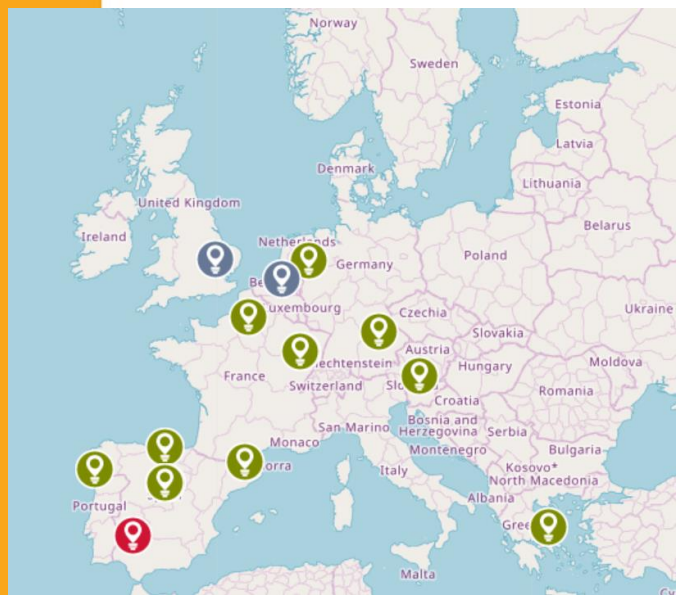 Norway
Sweden
Estonia
Latvia
Denmark
Lithuania
United Kingdom
Belarus
Ireland
Netherlands
Poland
Germany
Be
uxembourg
Ukraine
Czechia
Slovakia
Austria
Moldova
iechtenstein
Hungary
France
Switzerland
Slo
Romania
Croatia
San Marino
Bosnia and
Herzegovina
Serbia
Monaco
Montenegro
Bulgaria
orra
Italy
Kosovo*
North Macedonia
Albania
Portugal
Gree
Malta
Cy